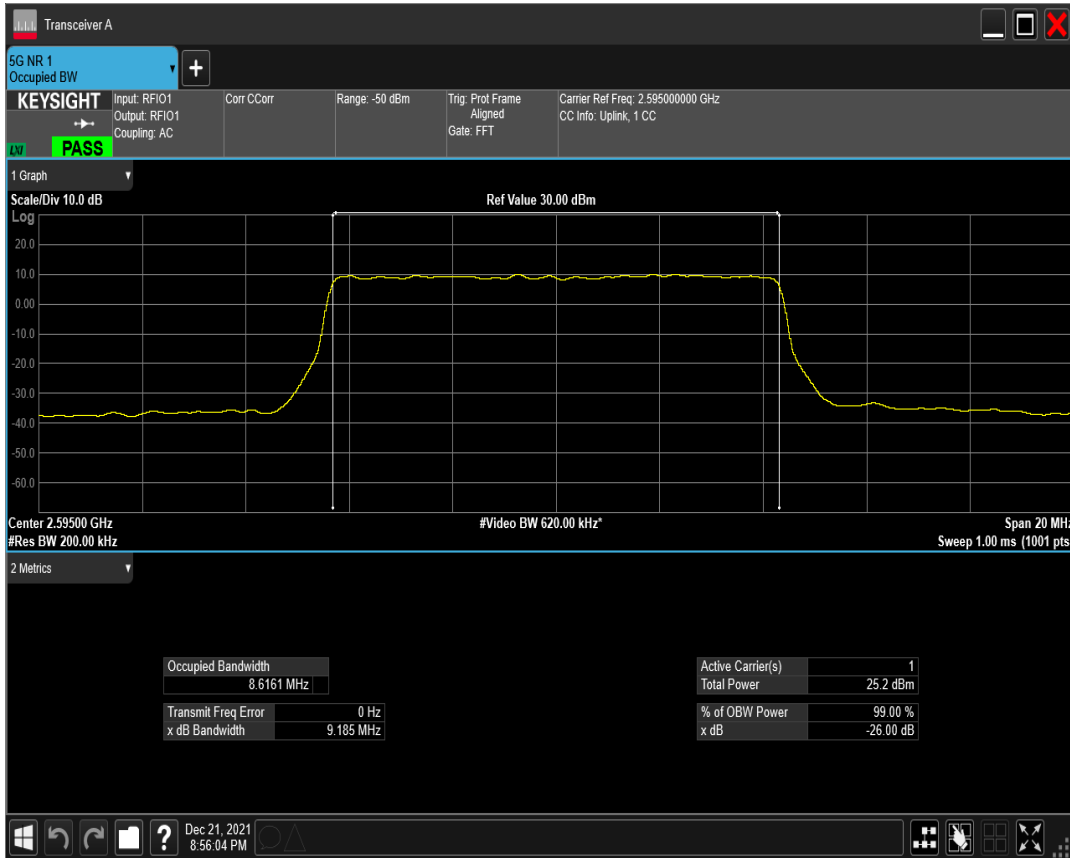 Transceiver A
5G NR 1
Occupied BW
+
KEYSIGHT
LXI
PASS
Input: RFIO1
Output: RFIO1
Coupling: AC
Corr CCorr
Range: -50 dBm
Trig: Prot Frame
Aligned
Gate: FFT
Carrier Ref Freq: 2.595000000 GHz
CC Info: Uplink, 1 CC
1 Graph
Scale/Div 10.0 dB
Ref Value 30.00 dBm
Log
20.0
10.0
0.00
-10.0
-20.0
-30.0
-40.0
-50.0
-60.0
Center 2.59500 GHz
#Video BW 620.00 kHz*
Span 20 MHz
#Res BW 200.00 kHz
Sweep 1.00 ms (1001 pts
2 Metrics
Occupied Bandwidth
8.6161 MHz
Transmit Freq Error 0 Hz
x dB Bandwidth 9.185 MHz
Active Carrier(s) 1
Total Power 25.2 dBm
% of OBW Power 99.00 %
x dB -26.00 dB
?
Dec 21, 2021
8:56:04 PM